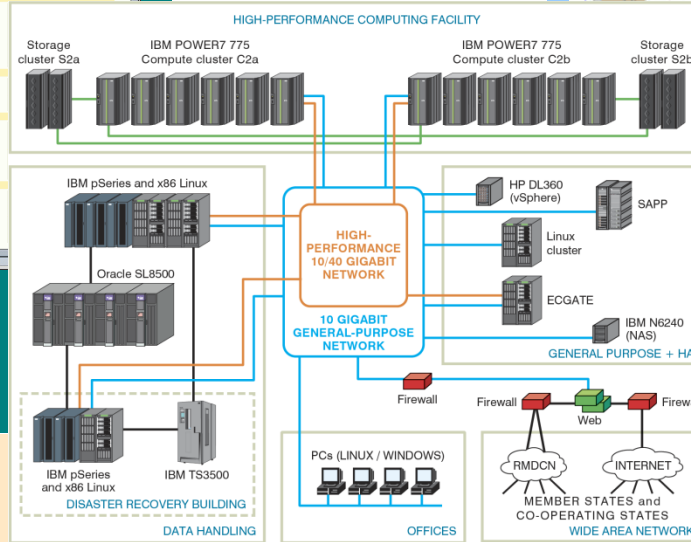 HIGH-PERFORMANCE COMPUTING FACILITY
Storage
cluster S2a
IBM POWER7 775
Compute cluster C2a
IBM POWER7 775
Compute cluster C2b
Storage
cluster S2b
IBM pSeries and x86 Linux
Oracle SL8500
IBM pSeries
and x86 Linux
IBM TS3500
DISASTER RECOVERY BUILDING
DATA HANDLING
HIGH-
PERFORMANCE
10/40 GIGABIT
NETWORK
10 GIGABIT
GENERAL-PURPOSE
NETWORK
HP DL360
(vSphere)
SAPP
Linux
cluster
ECGATE
IBM N6240
(NAS)
GENERAL PURPOSE + HA
Firewall
Firewall
Web
Firew
PCs (LINUX / WINDOWS)
OFFICES
RMDCN
INTERNET
MEMBER STATES and
CO-OPERATING STATES
WIDE AREA NETWORK